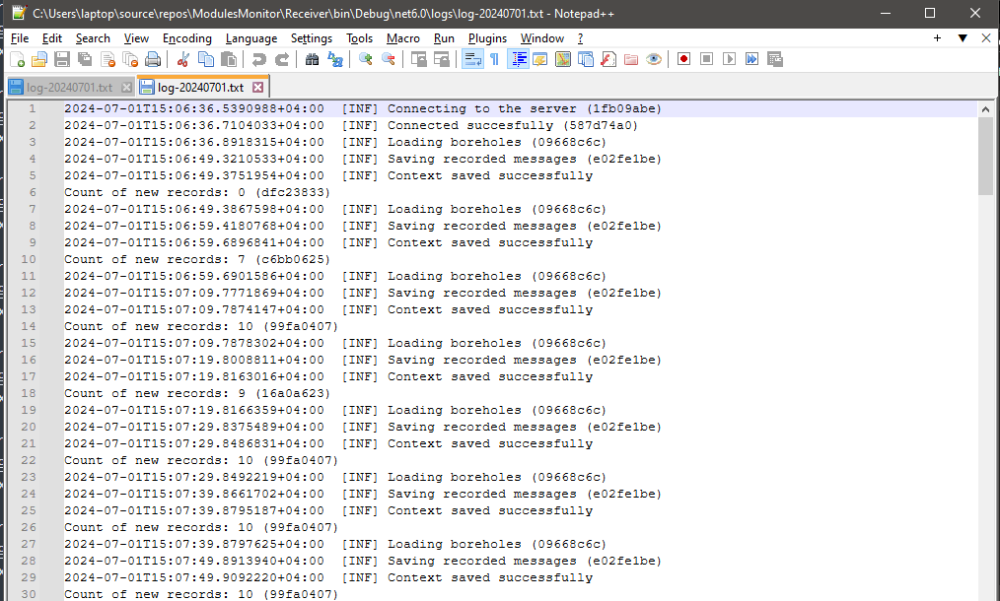 C:\Users\laptop\source\repos\ModulesMonitor\Receiver\bin\Debug\net6.0\logs\log-20240701.txt - Notepad++
File Edit Search View Encoding Language Settings Tools Macro Run Plugins Window ?
log-20240701.txt log-20240701.txt
1 2024-07-01T15:06:36.5390988+04:00 [INF] Connecting to the server (1fb09abe)
2 2024-07-01T15:06:36.7104033+04:00 [INF] Connected succesfully (587d74a0)
3 2024-07-01T15:06:36.8918315+04:00 [INF] Loading boreholes (09668c6c)
4 2024-07-01T15:06:49.3210533+04:00 [INF] Saving recorded messages (e02fe1be)
5 2024-07-01T15:06:49.3751954+04:00 [INF] Context saved successfully
6 Count of new records: 0 (dfc23833)
7 2024-07-01T15:06:49.3867598+04:00 [INF] Loading boreholes (09668c6c)
8 2024-07-01T15:06:59.4180768+04:00 [INF] Saving recorded messages (e02fe1be)
9 2024-07-01T15:06:59.6896841+04:00 [INF] Context saved successfully
10 Count of new records: 7 (c6bb0625)
11 2024-07-01T15:06:59.6901586+04:00 [INF] Loading boreholes (09668c6c)
12 2024-07-01T15:07:09.7771869+04:00 [INF] Saving recorded messages (e02fe1be)
13 2024-07-01T15:07:09.7874147+04:00 [INF] Context saved successfully
14 Count of new records: 10 (99fa0407)
15 2024-07-01T15:07:09.7878302+04:00 [INF] Loading boreholes (09668c6c)
16 2024-07-01T15:07:19.8008811+04:00 [INF] Saving recorded messages (e02fe1be)
17 2024-07-01T15:07:19.8163016+04:00 [INF] Context saved successfully
18 Count of new records: 9 (16a0a623)
19 2024-07-01T15:07:19.8166359+04:00 [INF] Loading boreholes (09668c6c)
20 2024-07-01T15:07:29.8375489+04:00 [INF] Saving recorded messages (e02fe1be)
21 2024-07-01T15:07:29.8486831+04:00 [INF] Context saved successfully
22 Count of new records: 10 (99fa0407)
23 2024-07-01T15:07:29.8492219+04:00 [INF] Loading boreholes (09668c6c)
24 2024-07-01T15:07:39.8661702+04:00 [INF] Saving recorded messages (e02fe1be)
25 2024-07-01T15:07:39.8795187+04:00 [INF] Context saved successfully
26 Count of new records: 10 (99fa0407)
27 2024-07-01T15:07:39.8797625+04:00 [INF] Loading boreholes (09668c6c)
28 2024-07-01T15:07:49.8913940+04:00 [INF] Saving recorded messages (e02fe1be)
29 2024-07-01T15:07:49.9092220+04:00 [INF] Context saved successfully
30 Count of new records: 10 (99fa0407)